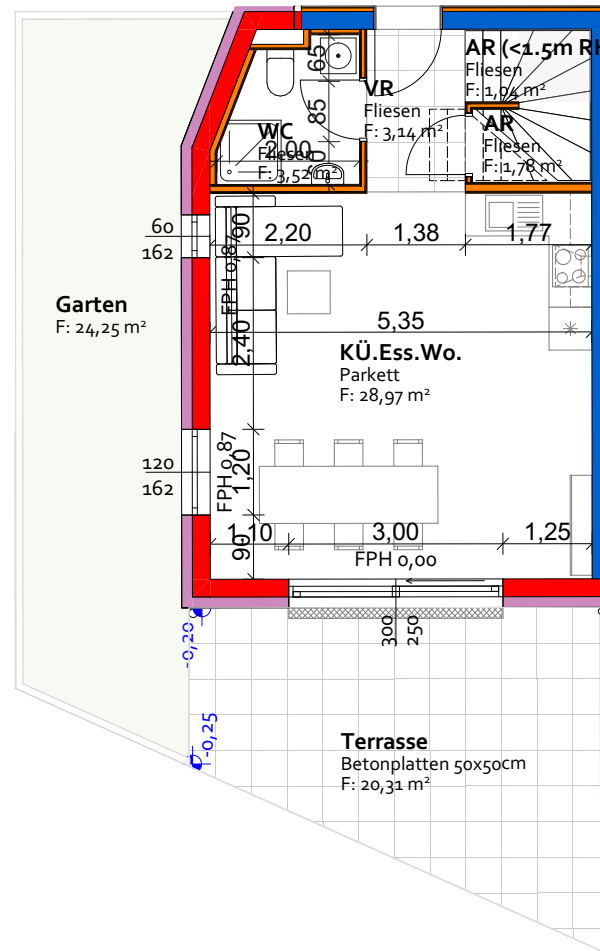 AR (<1.5m RH
Fliesen
F: 1,04 m²
65
VR
Fliesen
F: 3,14 m²
85
AR
Fliesen
F: 1,78 m²
WC
2,00
Fliesen
F: 3,52 m²
60
162
90
2,20
1,38
1,77
FPH 0,87
Garten
F: 24,25 m²
5,35
2,40
KÜ.Ess.Wo.
Parkett
F: 28,97 m²
120
162
FPH 0,87
1,20
1,10
3,00
1,25
90
FPH 0,00
300
250
-0,20
-0,25
Terrasse
Betonplatten 50x50cm
F: 20,31 m²